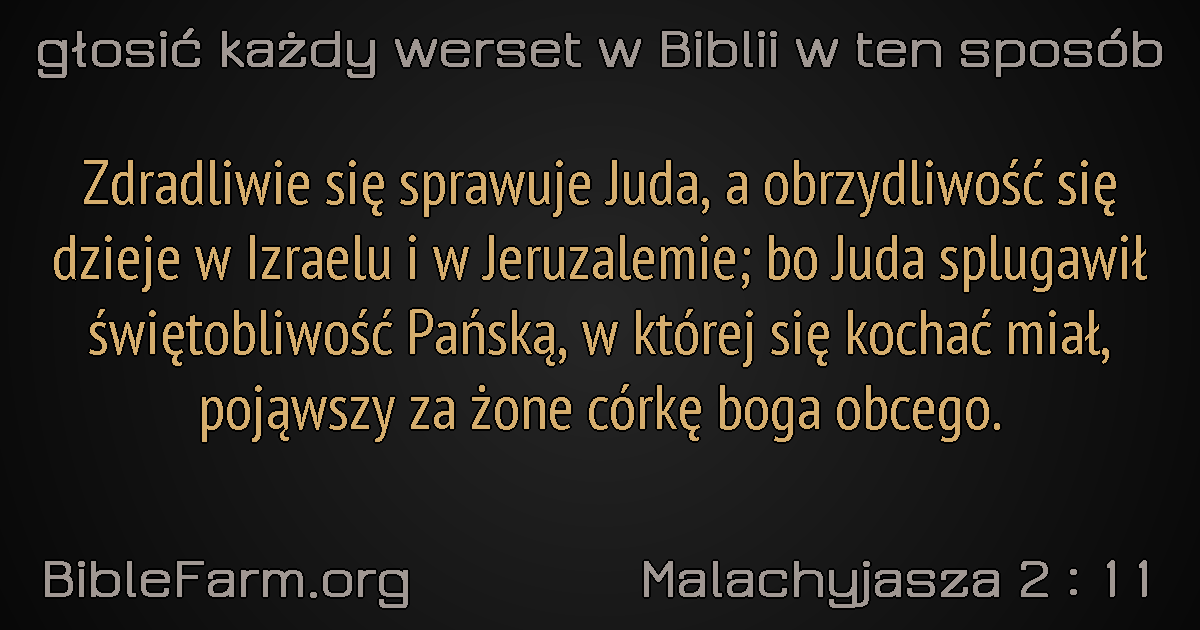 głosić każdy werset w Biblii w ten sposób
Zdradliwie się sprawuje Juda, a obrzydliwość się
dzieje w Izraelu i w Jeruzalemie; bo Juda splugawił
świętobliwość Pańską, w której się kochać miał,
pojąwszy za żone córkę boga obcego.
BibleFarm.org
Malachyjasza 2 : 11